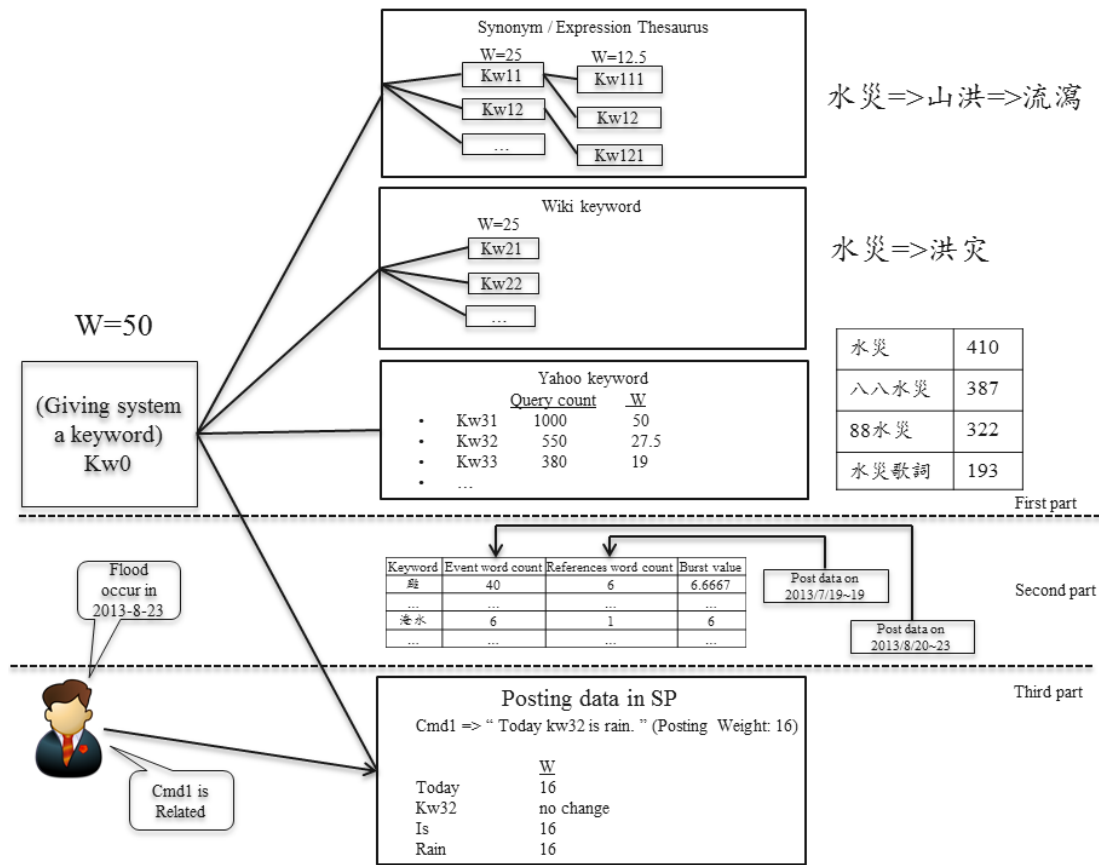 Synonym / Expression Thesaurus
W=25 W=12.5
Kw11 Kw111
Kw12 Kw12
... Kw121
水災=>山洪=>流瀉
Wiki keyword
W=25
Kw21
Kw22
...
水災=>洪灾
W=50
(Giving system
a keyword)
Kw0
Yahoo keyword
Query count W
• Kw31 1000 50
• Kw32 550 27.5
• Kw33 380 19
• ...
水災 410
八八水災 387
88水災 322
水災歌詞 193
First part
Flood
occur in
2013-8-23
Keyword Event word count References word count Burst value
40 6 6.6667
... ... ... ...
淹水 6 1 6
... ... ... ...
Post data on
2013/7/19~19
Post data on
2013/8/20~23
Second part
Third part
Posting data in SP
Cmd1 => “ Today kw32 is rain. ” (Posting Weight: 16)
W
Today 16
Kw32 no change
Is 16
Rain 16
Cmd1 is
Related